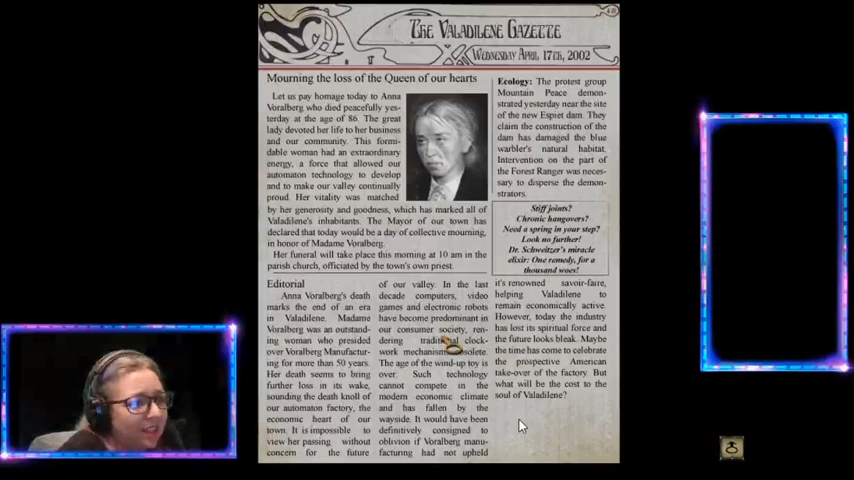 The Valadilene Gazette
Wednesday April 17th, 2002
Mourning the loss of the Queen of our hearts
Let us pay homage today to Anna
Voralberg who died peacefully yes-
terday at the age of 86. The great
lady devoted her life to her business
and our community. This formi-
dable woman had an extraordinary
energy, a force that allowed our
automaton technology to develop
and to make our valley continually
proud. Her vitality was matched
by her generosity and goodness, which has marked all of
Valadilene's inhabitants. The Mayor of our town has
declared that today would be a day of collective mourning,
in honor of Madame Voralberg.
Her funeral will take place this morning at 10 am in the
parish church, officiated by the town's own priest.
Ecology: The protest group
Mountain Peace demon-
strated yesterday near the site
of the new Espiet dam. They
claim the construction of the
dam has damaged the blue
warbler's natural habitat.
Intervention on the part of
the Forest Ranger was neces-
sary to disperse the demon-
strators.
Stiff joints?
Chronic hangovers?
Need a spring in your step?
Look no further!
Dr. Schweitzer's miracle
elixir: One remedy, for a
thousand woes!
Editorial
Anna Voralberg's death
marks the end of an era
in Valadilene. Madame
Voralberg was an outstand-
ing woman who presided
over Voralberg Manufactur-
ing for more than 50 years.
Her death seems to bring
further loss in its wake,
sounding the death knoll of
our automaton factory, the
economic heart of our
town. It is impossible to
view her passing without
concern for the future
of our valley. In the last
decade computers, video
games and electronic robots
have become predominant in
our consumer society, ren-
dering traditional clock-
work mechanisms obsolete.
The age of the wind-up toy is
over. Such technology
cannot compete in the
modern economic climate
and has fallen by the
wayside. It would have been
definitively consigned to
oblivion if Voralberg manu-
facturing had not upheld
it's renowned savoir-faire,
helping Valadilene to
remain economically active.
However, today the industry
has lost its spiritual force and
the future looks bleak. Maybe
the time has come to celebrate
the prospective American
take-over of the factory. But
what will be the cost to the
soul of Valadilene?